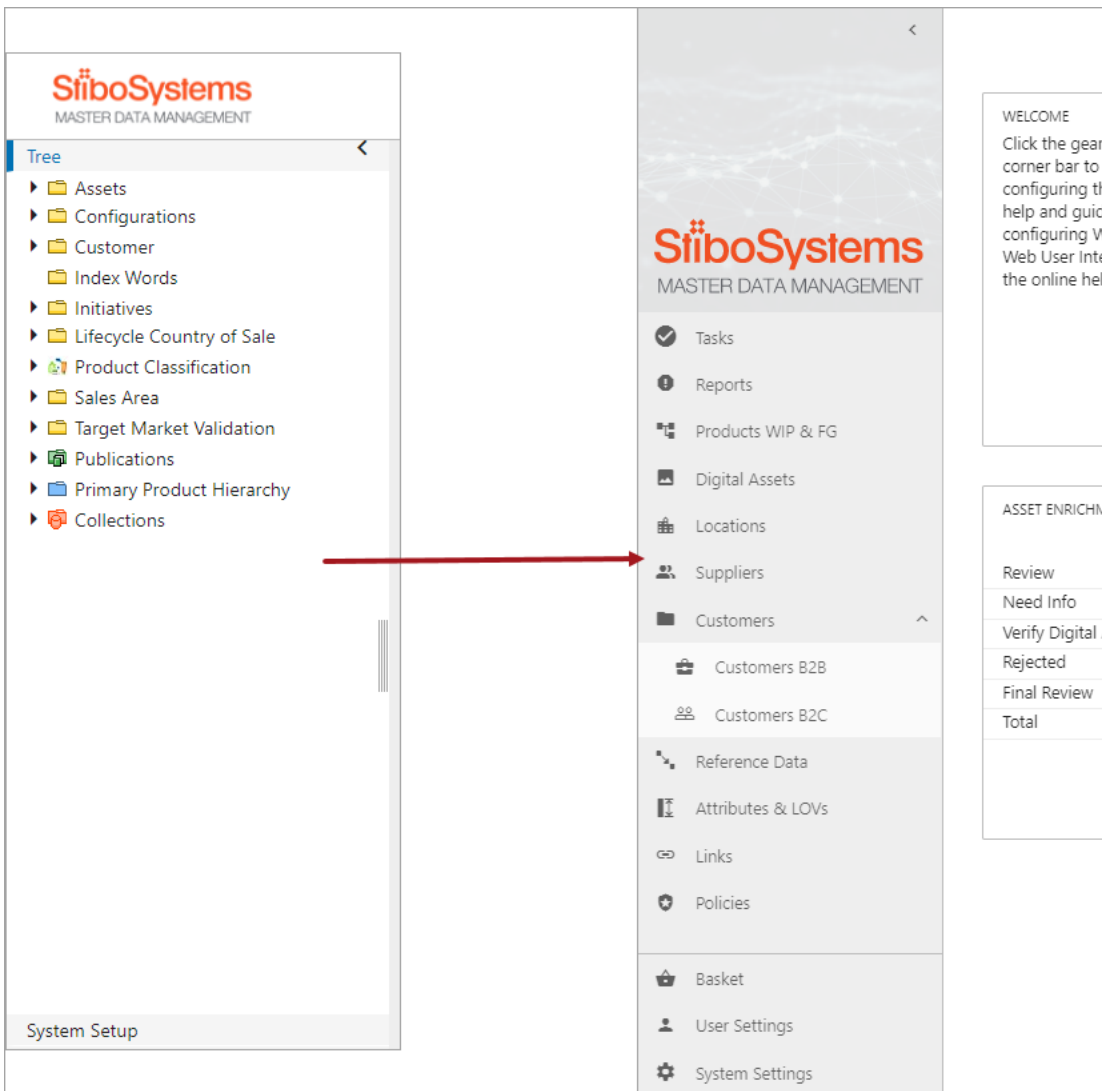 StiboSystems
MASTER DATA MANAGEMENT
Tree
Assets
Configurations
Customer
Index Words
Initiatives
Lifecycle Country of Sale
Product Classification
Sales Area
Target Market Validation
Publications
Primary Product Hierarchy
Collections
System Setup
StiboSystems
MASTER DATA MANAGEMENT
Tasks
Reports
Products WIP & FG
Digital Assets
Locations
Suppliers
Customers
Customers B2B
Customers B2C
Reference Data
Attributes & LOVs
Links
Policies
Basket
User Settings
System Settings
WELCOME
Click the gear
corner bar to
configuring th
help and guid
configuring W
Web User Inte
the online hel
ASSET ENRICHM
Review
Need Info
Verify Digital
Rejected
Final Review
Total